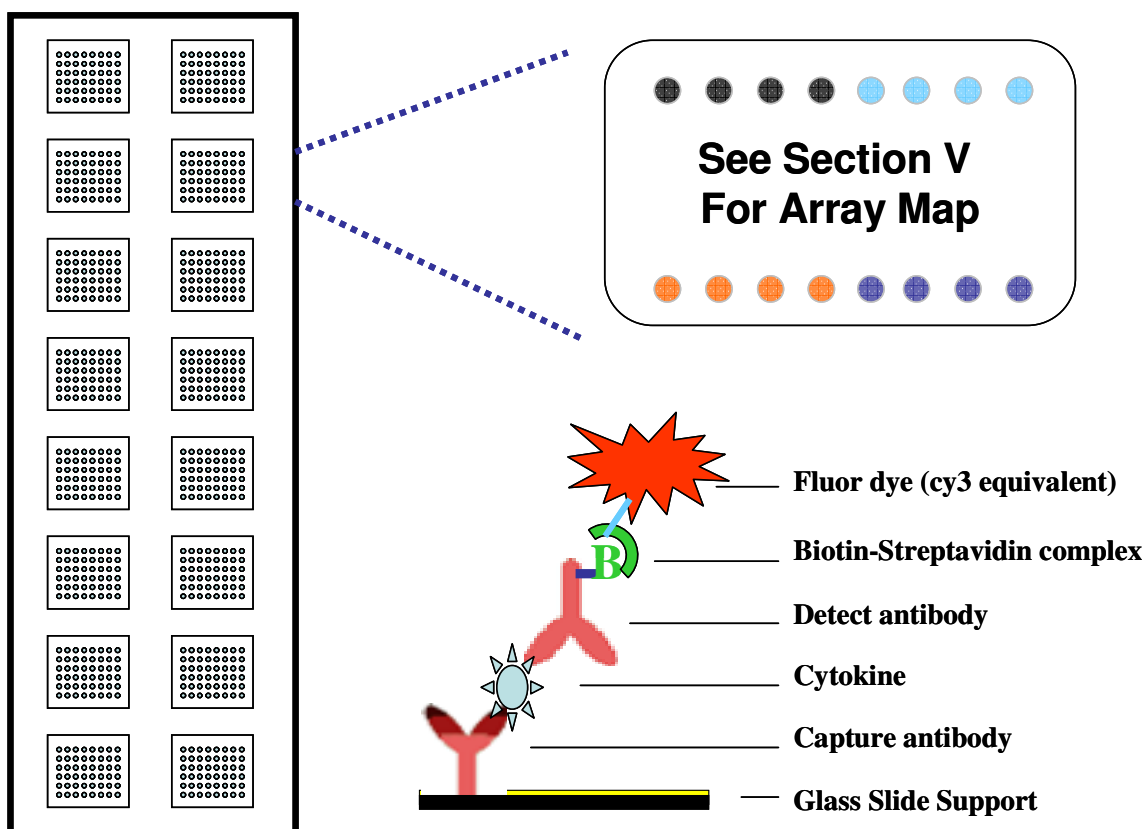 See Section V
For Array Map
Fluor dye (cy3 equivalent)
B
Biotin-Streptavidin complex
Detect antibody
Cytokine
Capture antibody
Glass Slide Support